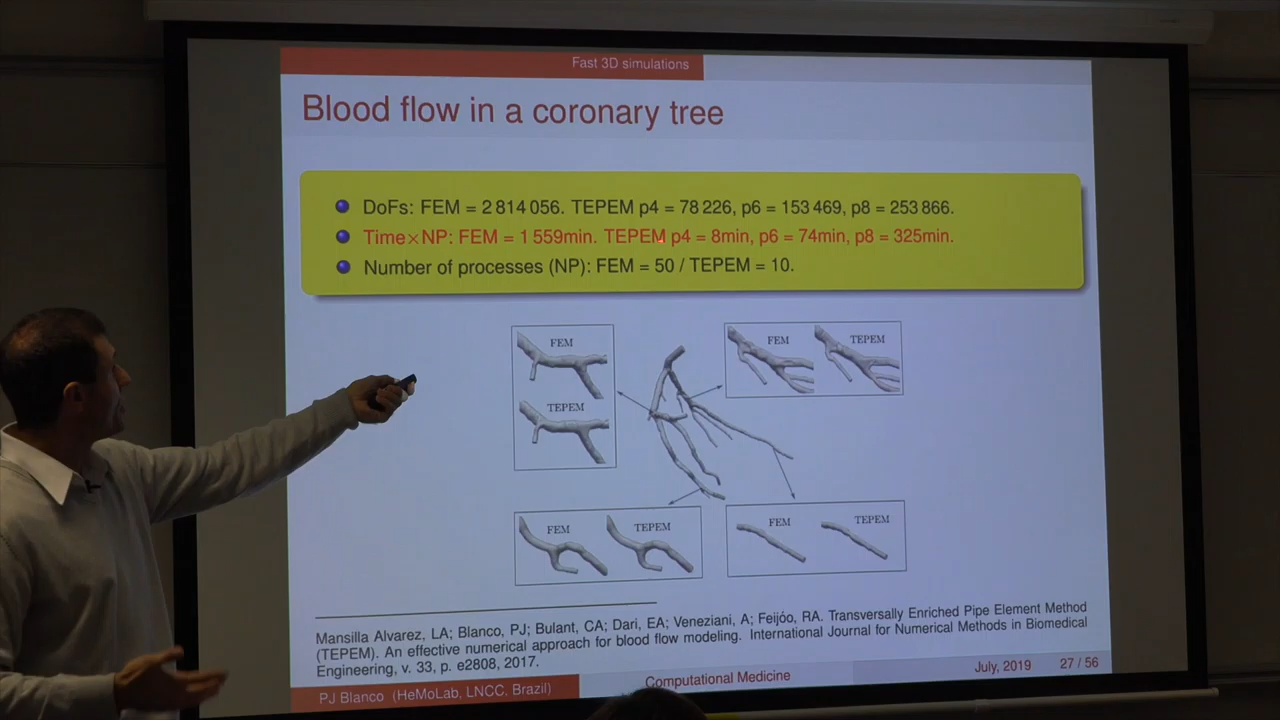 Fast 3D simulations
Blood flow in a coronary tree
DoFs: FEM = 2 814 056. TEPEM p4 = 78 226, p6 = 153 469, p8 = 253 866.
Time×NP: FEM = 1 559min. TEPEM p4 = 8min, p6 = 74min, p8 = 325min.
Number of processes (NP): FEM = 50 / TEPEM = 10.
FEM
TEPEM
FEM
TEPEM
FEM
TEPEM
FEM
TEPEM
Mansilla Alvarez, LA; Blanco, PJ; Bulant, CA; Dari, EA; Veneziani, A; Feijóo, RA. Transversally Enriched Pipe Element Method
(TEPEM). An effective numerical approach for blood flow modeling. International Journal for Numerical Methods in Biomedical
Engineering, v. 33, p. e2808, 2017.
PJ Blanco (HeMoLab, LNCC, Brazil)
Computational Medicine
July, 2019
27 / 56